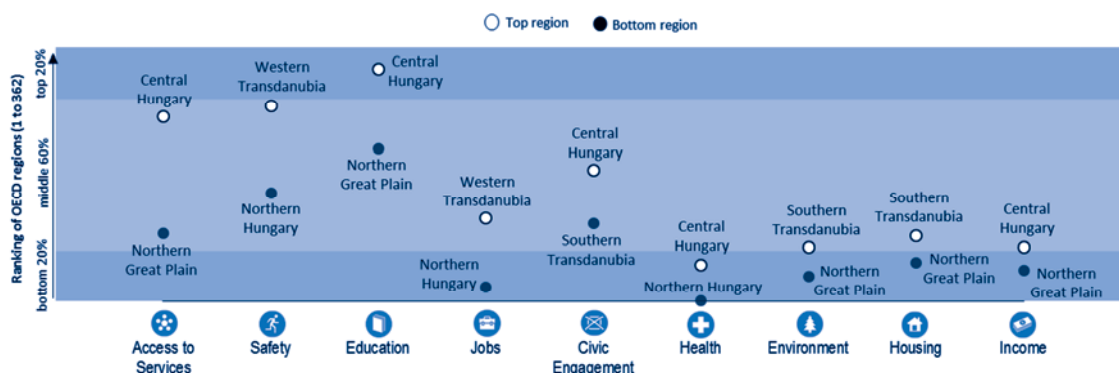 Top region
Bottom region
Ranking of OECD regions (1 to 362)
top 20%
middle 60%
bottom 20%
Central
Hungary
Northern
Great Plain
Western
Transdanubia
Northern
Hungary
Central
Hungary
Northern
Great Plain
Western
Transdanubia
Northern
Hungary
Central
Hungary
Southern
Transdanubia
Central
Hungary
Northern Hungary
Southern
Transdanubia
Northern
Great Plain
Southern
Transdanubia
Northern
Great Plain
Central
Hungary
Northern
Great Plain
Access to
Services
Safety
Education
Jobs
Civic
Engagement
Health
Environment
Housing
Income